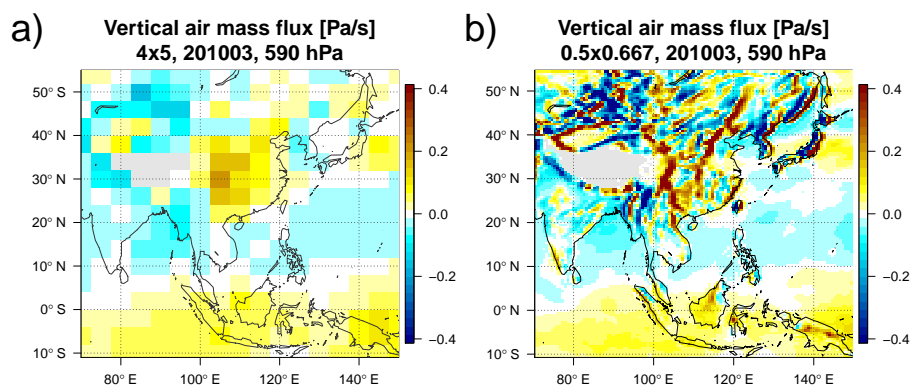 a)
Vertical air mass flux [Pa/s]
4x5, 201003, 590 hPa
50° S
40° N
30° N
20° N
10° N
0° S
10° S
80° E
100° E
120° E
140° E
0.4
0.2
0.0
−0.2
−0.4
b)
Vertical air mass flux [Pa/s]
0.5x0.667, 201003, 590 hPa
50° S
40° N
30° N
20° N
10° N
0° S
10° S
80° E
100° E
120° E
140° E
0.4
0.2
0.0
−0.2
−0.4